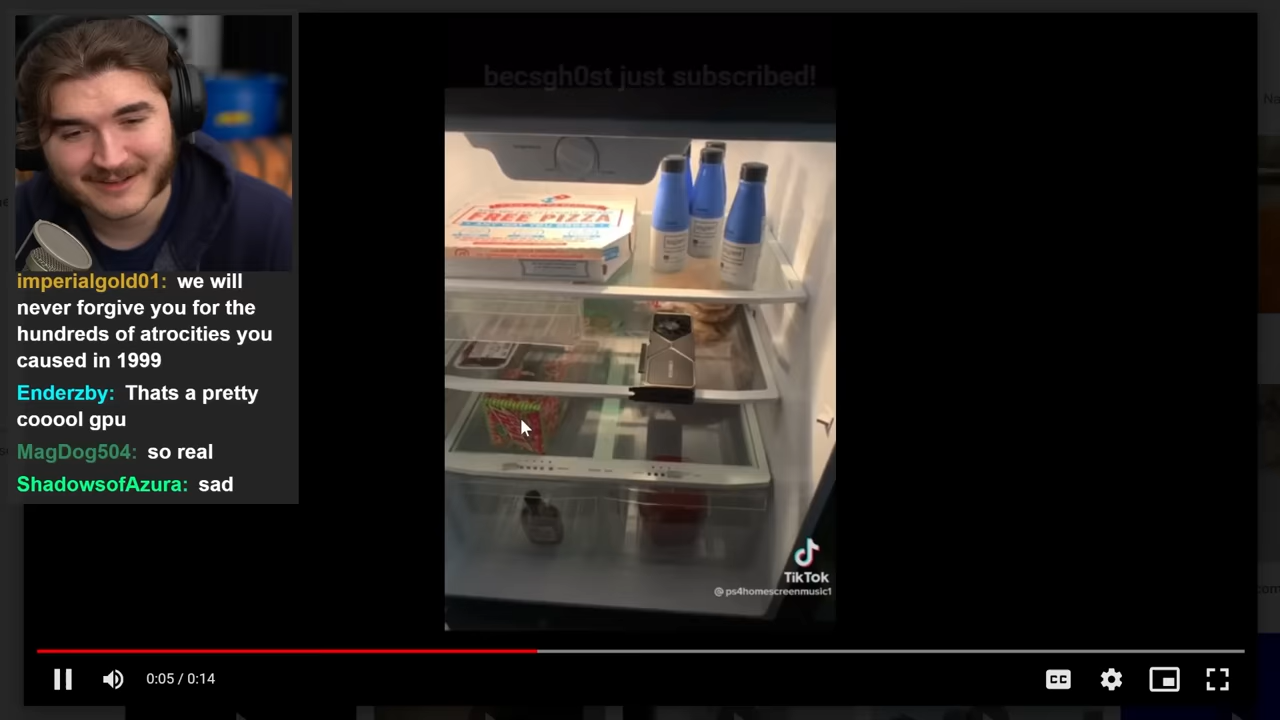 becsgh0st just subscribed!
FREE PIZZA
imperialgold01: we will
never forgive you for the
hundreds of atrocities you
caused in 1999
Enderzby: Thats a pretty
cooool gpu
MagDog504: so real
ShadowsofAzura: sad
TikTok
@ps4homescreenmusic1
0:05 / 0:14
CC